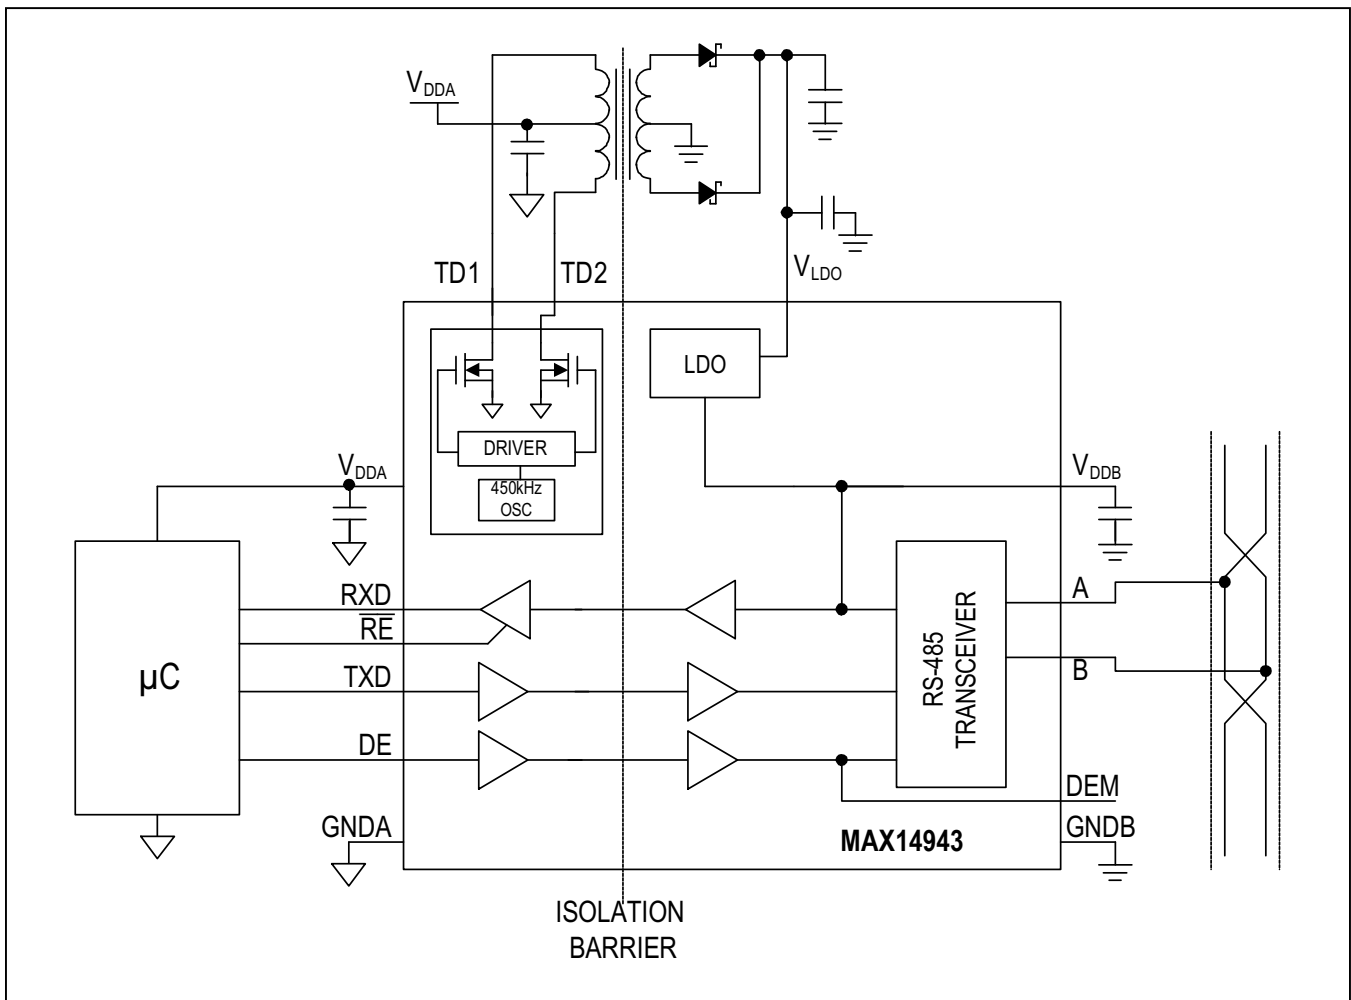 VDDA
TD1
TD2
VLDO
LDO
DRIVER
450kHz
OSC
VDDA
VDDB
RXD
RE
TXD
DE
µC
RS-485
TRANSCEIVER
A
B
DEM
GNDA
MAX14943
GNDB
ISOLATION
BARRIER